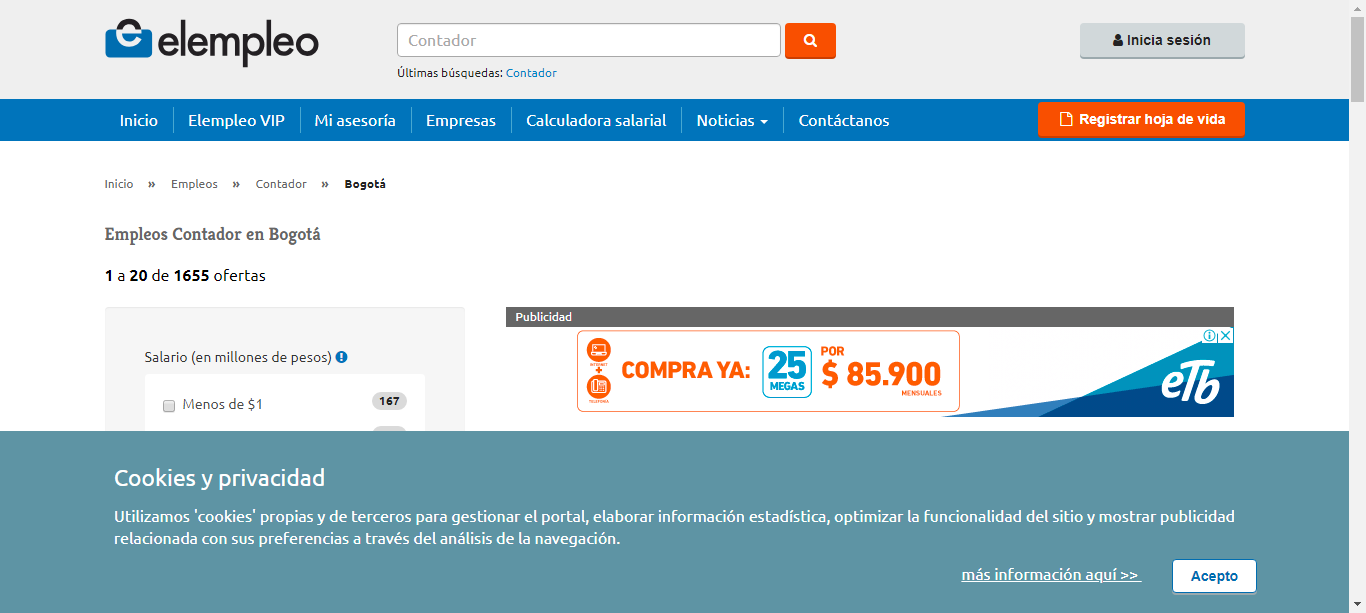 elempleo
Contador
Inicia sesión
Últimas búsquedas: Contador
Inicio Elempleo VIP Mi asesoría Empresas Calculadora salarial Noticias Contáctanos Registrar hoja de vida
Inicio » Empleos » Contador » Bogotá
Empleos Contador en Bogotá
1 a 20 de 1655 ofertas
Publicidad
INTERNET + TELEFONÍA
COMPRA YA: 25 MEGAS POR $ 85.900 MENSUALES
eTb
Salario (en millones de pesos)
Menos de $1 167
Cookies y privacidad
Utilizamos 'cookies' propias y de terceros para gestionar el portal, elaborar información estadística, optimizar la funcionalidad del sitio y mostrar publicidad
relacionada con sus preferencias a través del análisis de la navegación.
más información aquí >> Acepto